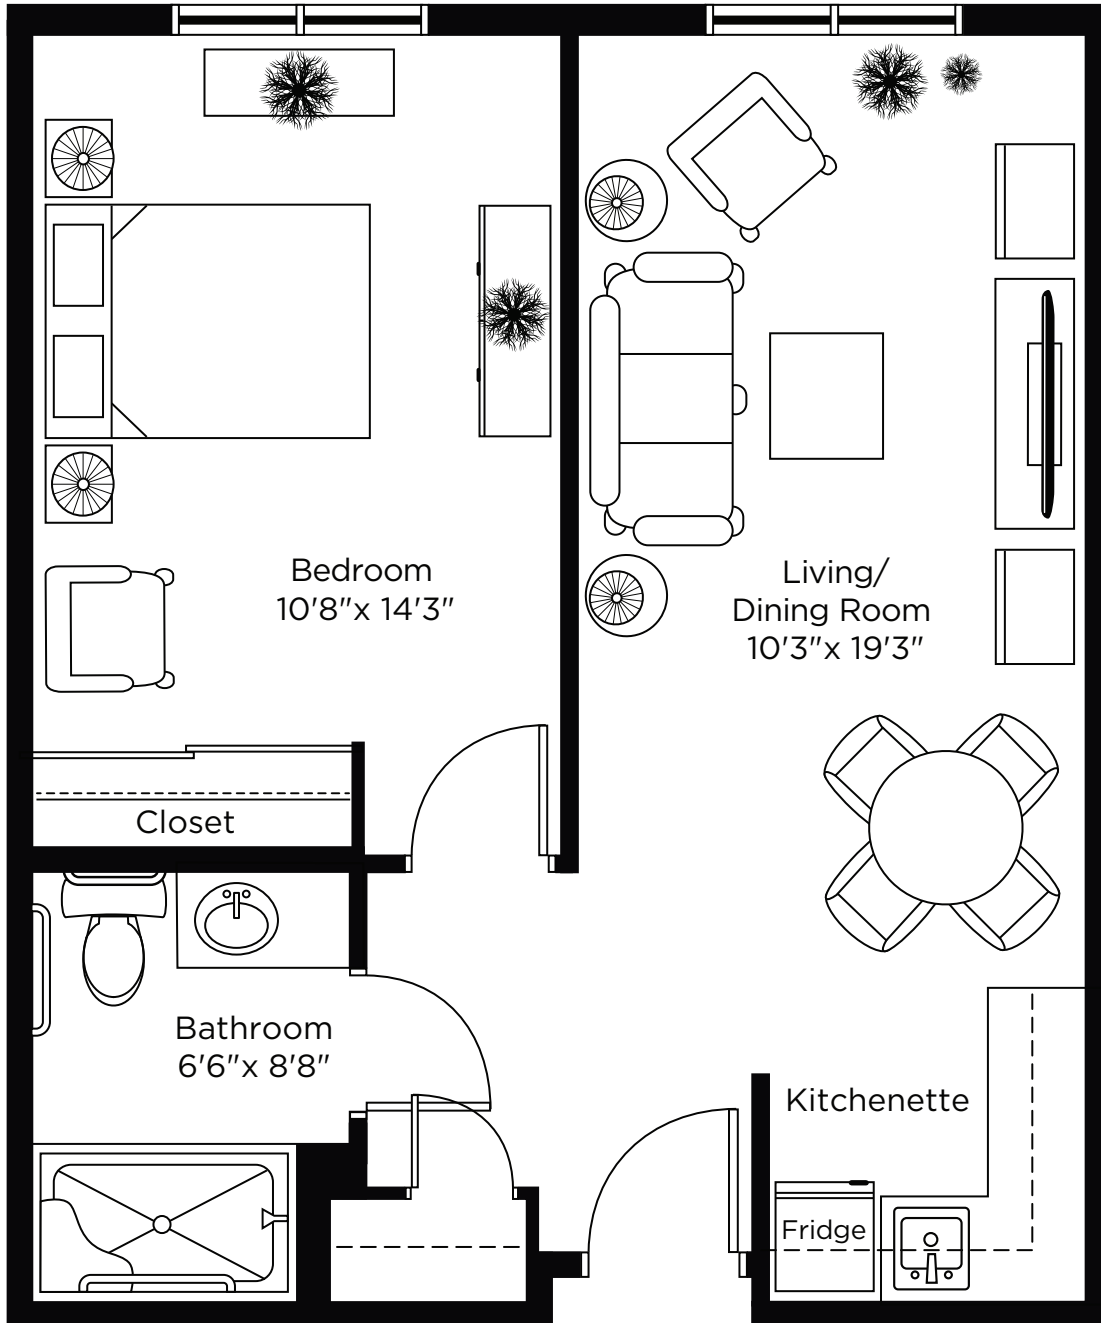 Bedroom
10'8"x 14'3"
Living/
Dining Room
10'3"x 19'3"
Closet
Bathroom
6'6"x 8'8"
Kitchenette
Fridge